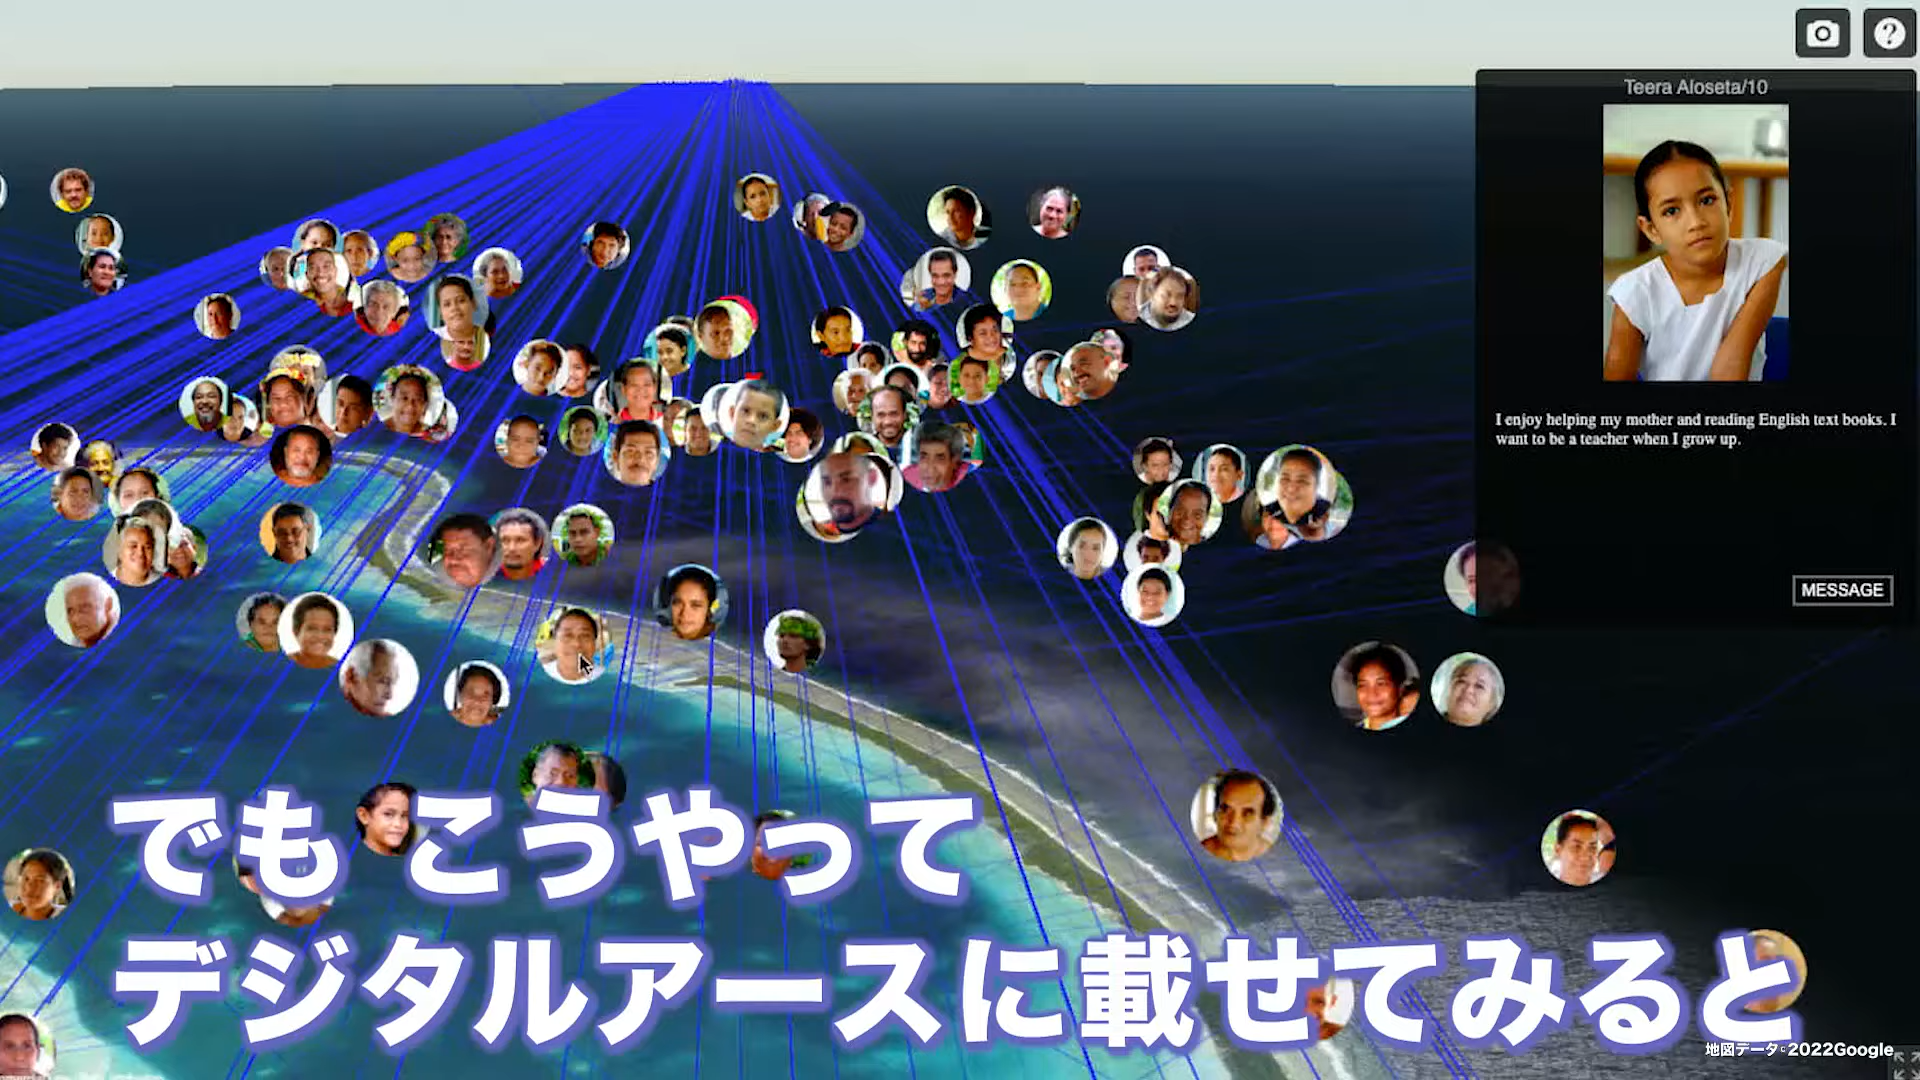 Teera Aloseta/10
I enjoy helping my mother and reading English text books. I
want to be a teacher when I grow up.
MESSAGE
でも こうやって
デジタルアースに載せてみると
地図データ©2022Google